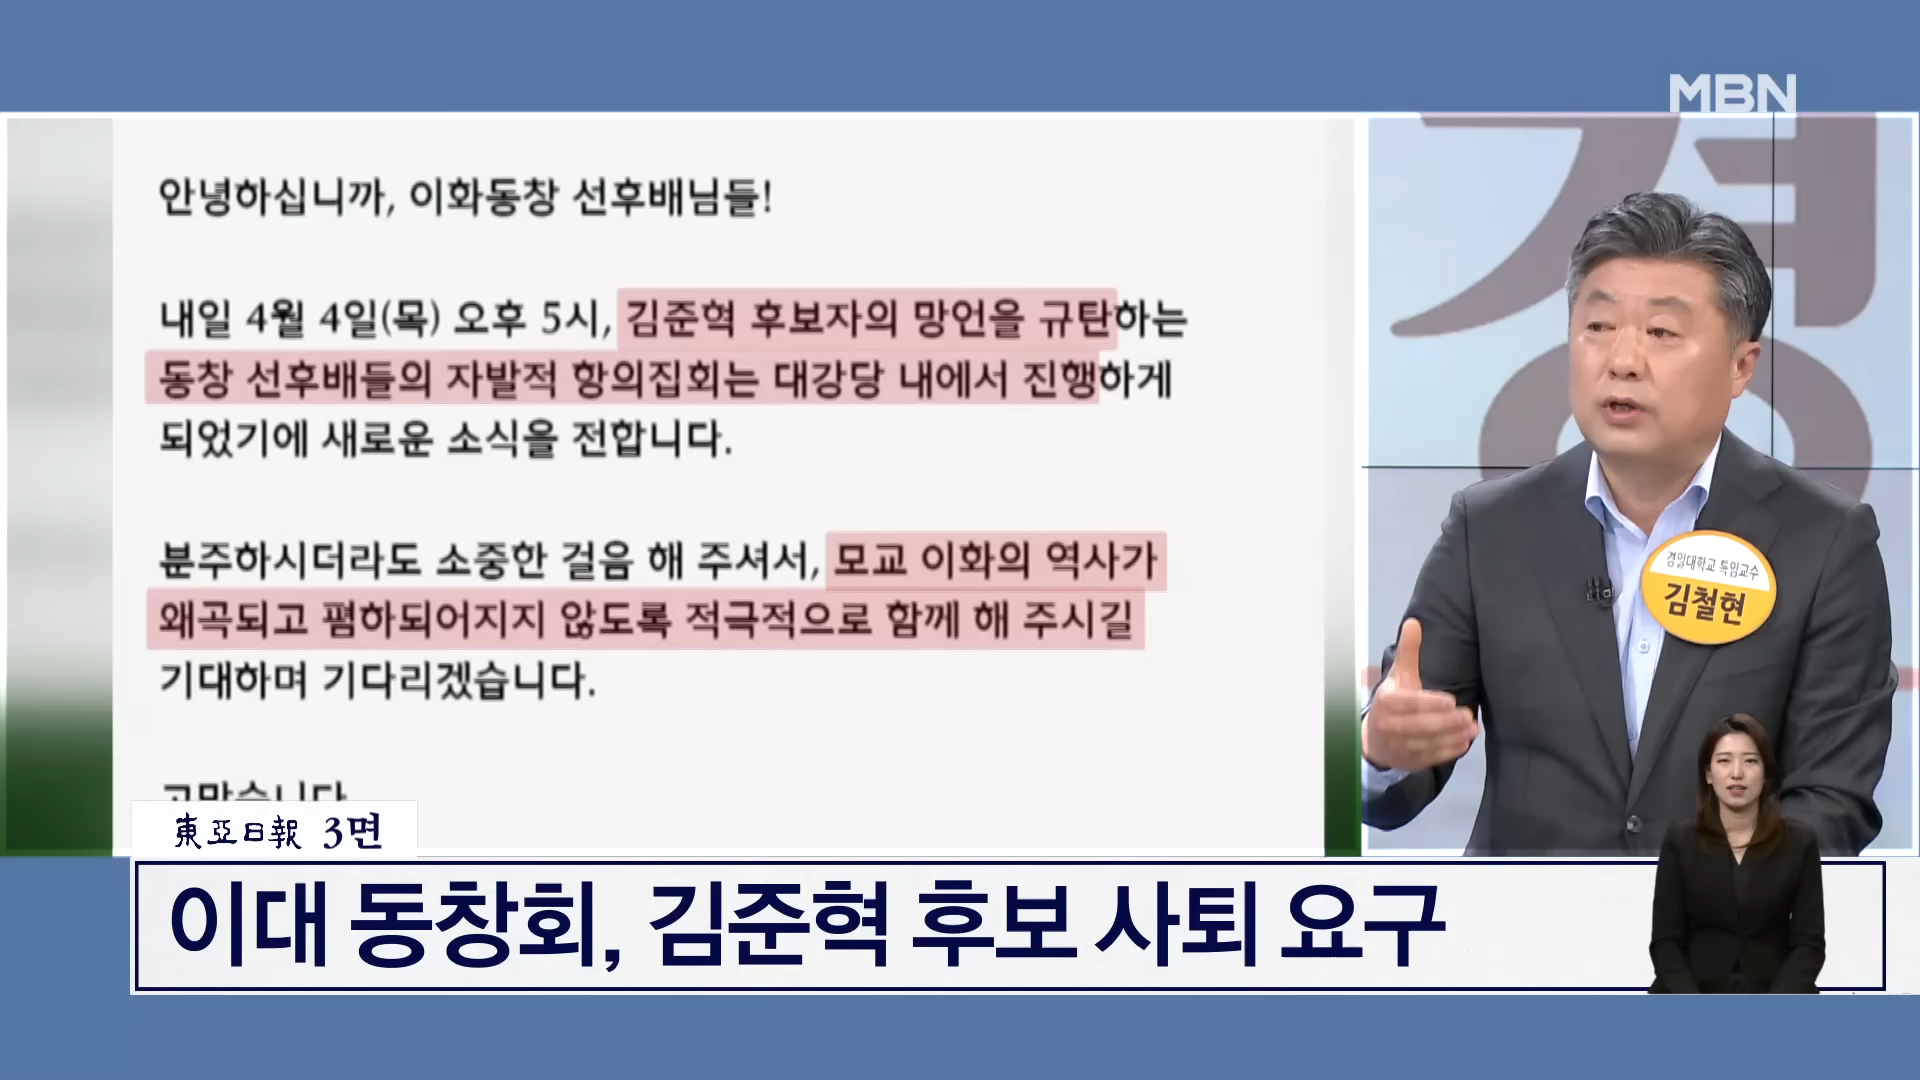 MBN
안녕하십니까, 이화동창 선후배님들!
내일 4월 4일(목) 오후 5시, 김준혁 후보자의 망언을 규탄하는
동창 선후배들의 자발적 항의집회는 대강당 내에서 진행하게
되었기에 새로운 소식을 전합니다.
분주하시더라도 소중한 걸음 해 주셔서, 모교 이화의 역사가
왜곡되고 폄하되어지지 않도록 적극적으로 함께 해 주시길
기대하며 기다리겠습니다.
고맙습니다
경일대학교 특임교수
김철현
東亞日報 3면
이대 동창회, 김준혁 후보 사퇴 요구